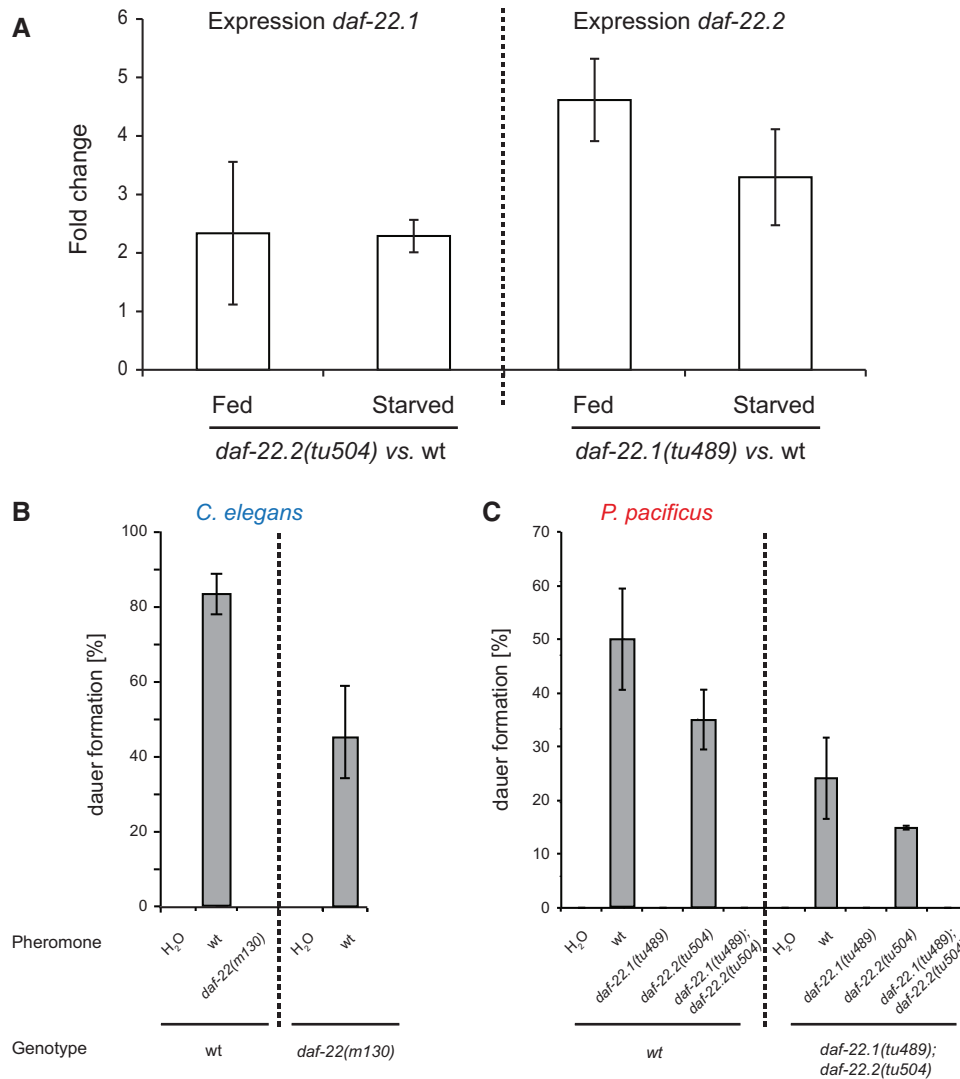 A
Expression daf-22.1
Expression daf-22.2
Fold change
6
5
4
3
2
1
0
Fed
Starved
Fed
Starved
daf-22.2(tu504) vs. wt
daf-22.1(tu489) vs. wt
B
C. elegans
dauer formation [%]
100
80
60
40
20
0
Pheromone
H₂O
wt
daf-22(m130)
H₂O
wt
Genotype
wt
daf-22(m130)
C
P. pacificus
dauer formation [%]
70
60
50
40
30
20
10
0
H₂O
wt
daf-22.1(tu489)
daf-22.2(tu504)
daf-22.1(tu489);
daf-22.2(tu504)
H₂O
wt
daf-22.1(tu489)
daf-22.2(tu504)
daf-22.1(tu489);
daf-22.2(tu504)
wt
daf-22.1(tu489);
daf-22.2(tu504)